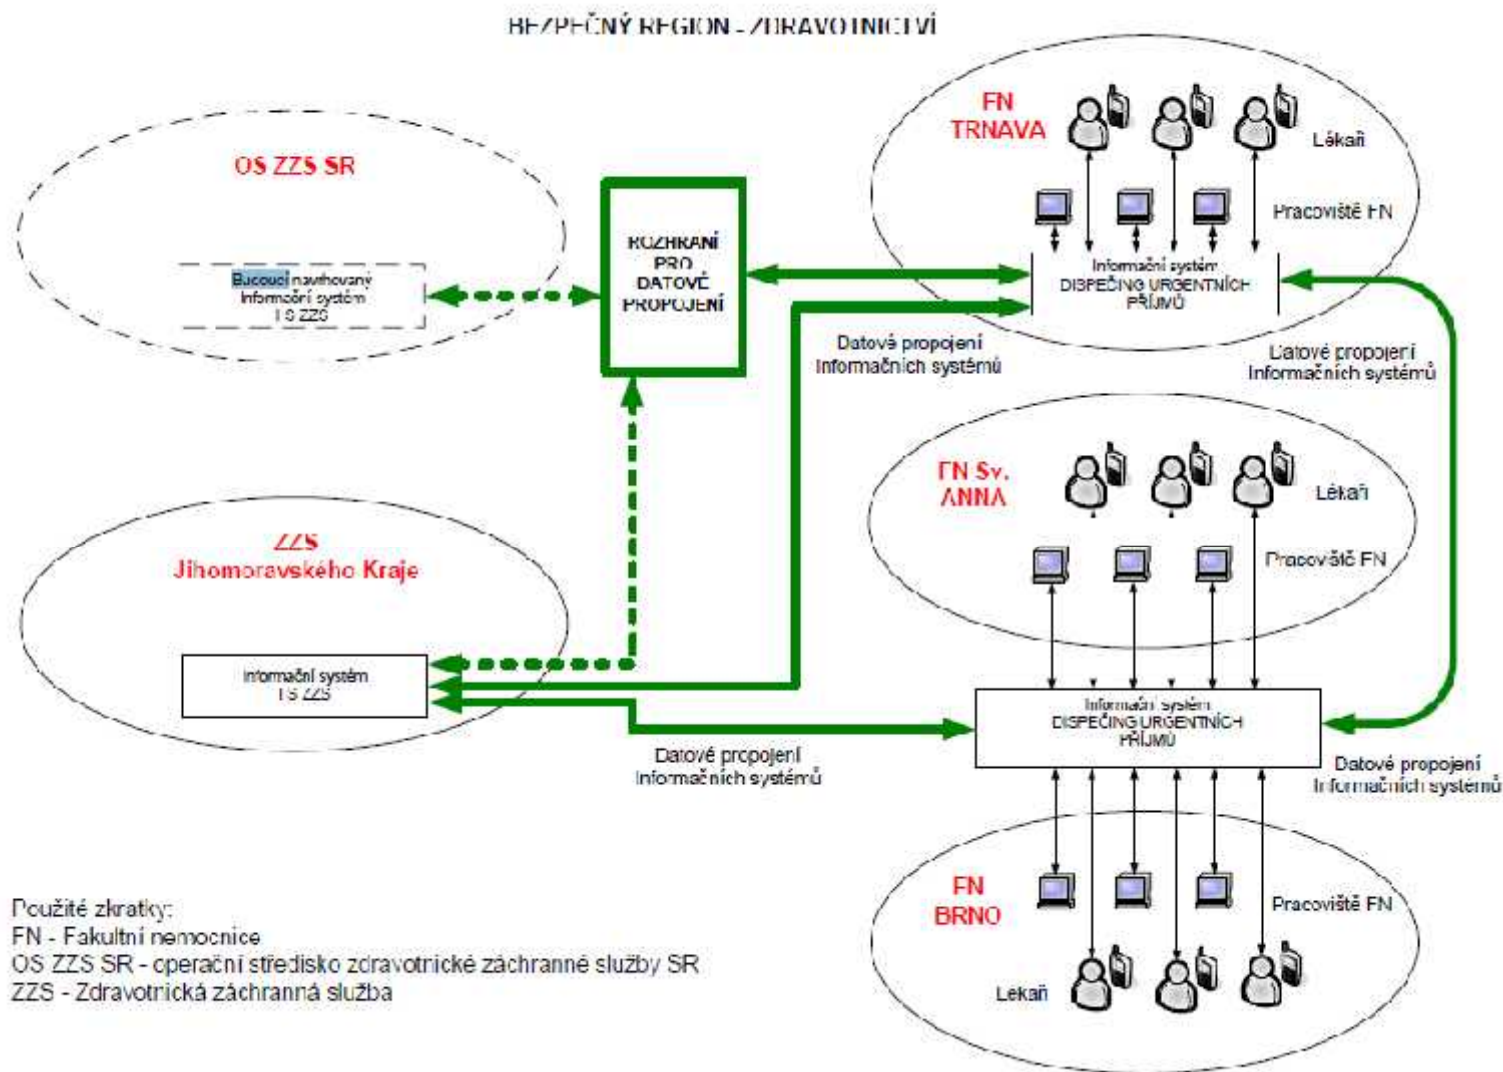 BEZPEČNÝ REGION - ZDRAVOTNICTVÍ
OS ZZS SR
Budoucí navrhovaný
Informační systém
I S ZZS
ROZHRANÍ
PRO
DATOVÉ
PROPOJENÍ
FN
TRNAVA
Lékaři
Pracoviště FN
Informační systém
DISPEČING URGENTNÍCH
PŘÍJMŮ
Datové propojení
Informačních systémů
Datové propojení
Informačních systémů
FN Sv.
ANNA
Lékaři
Pracoviště FN
ZZS
Jihomoravského Kraje
Informační systém
I S ZZS
Informační systém
DISPEČING URGENTNÍCH
PŘÍJMŮ
Datové propojení
Informačních systémů
Datové propojení
Informačních systémů
FN
BRNO
Pracoviště FN
Lékaři
Použité zkratky:
FN - Fakultní nemocnice
OS ZZS SR - operační středisko zdravotnické záchranné služby SR
ZZS - Zdravotnická záchranná služba